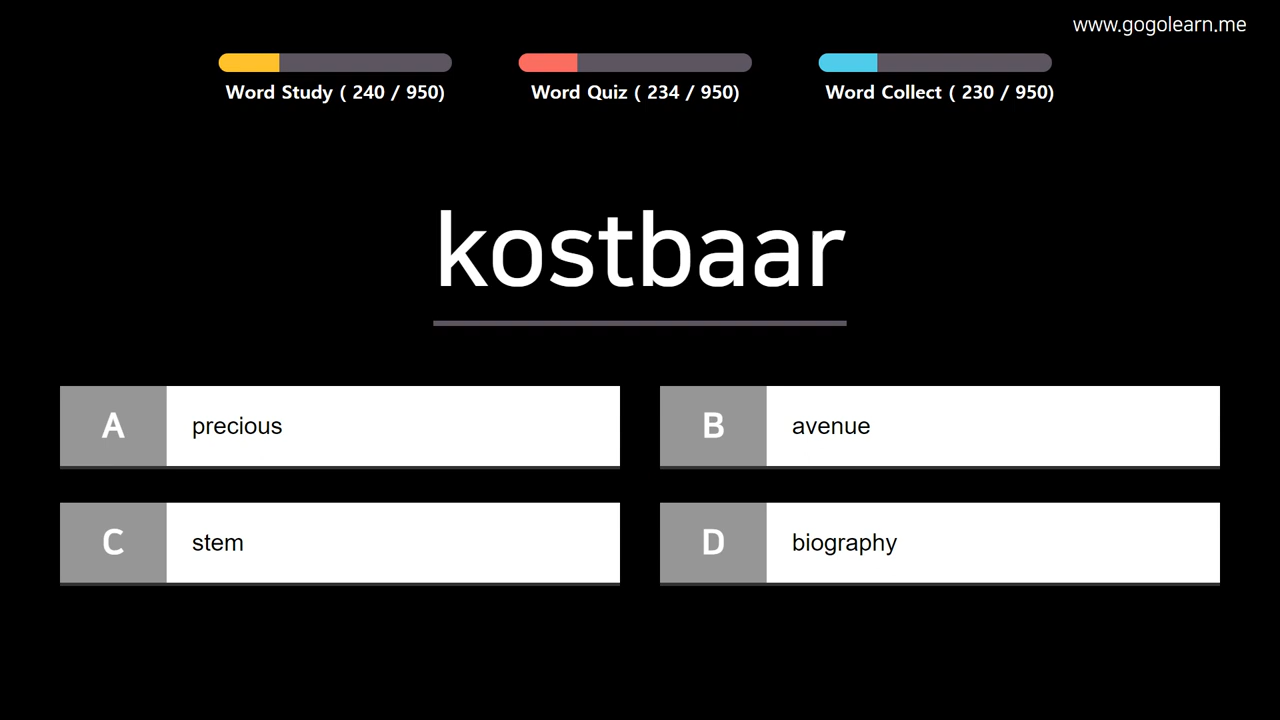 www.gogolearn.me
Word Study ( 240 / 950)
Word Quiz ( 234 / 950)
Word Collect ( 230 / 950)
kostbaar
A precious
B avenue
C stem
D biography